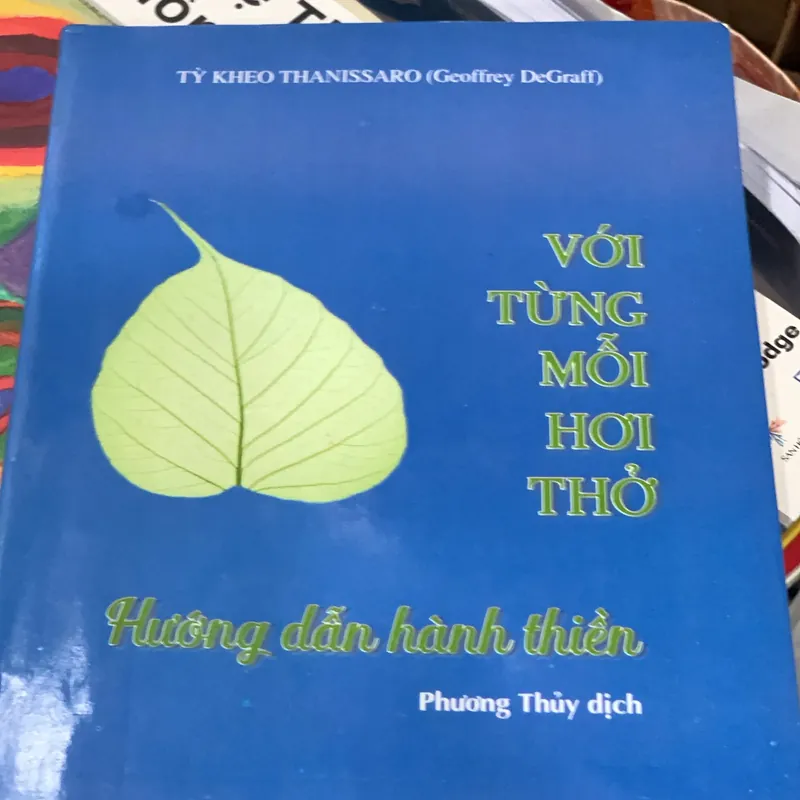 TỲ KHEO THANISSARO (Geoffrey DeGraff)
VỚI
TỪNG
MỖI
HƠI
THỞ
Hướng dẫn hành thiền
Phương Thủy dịch